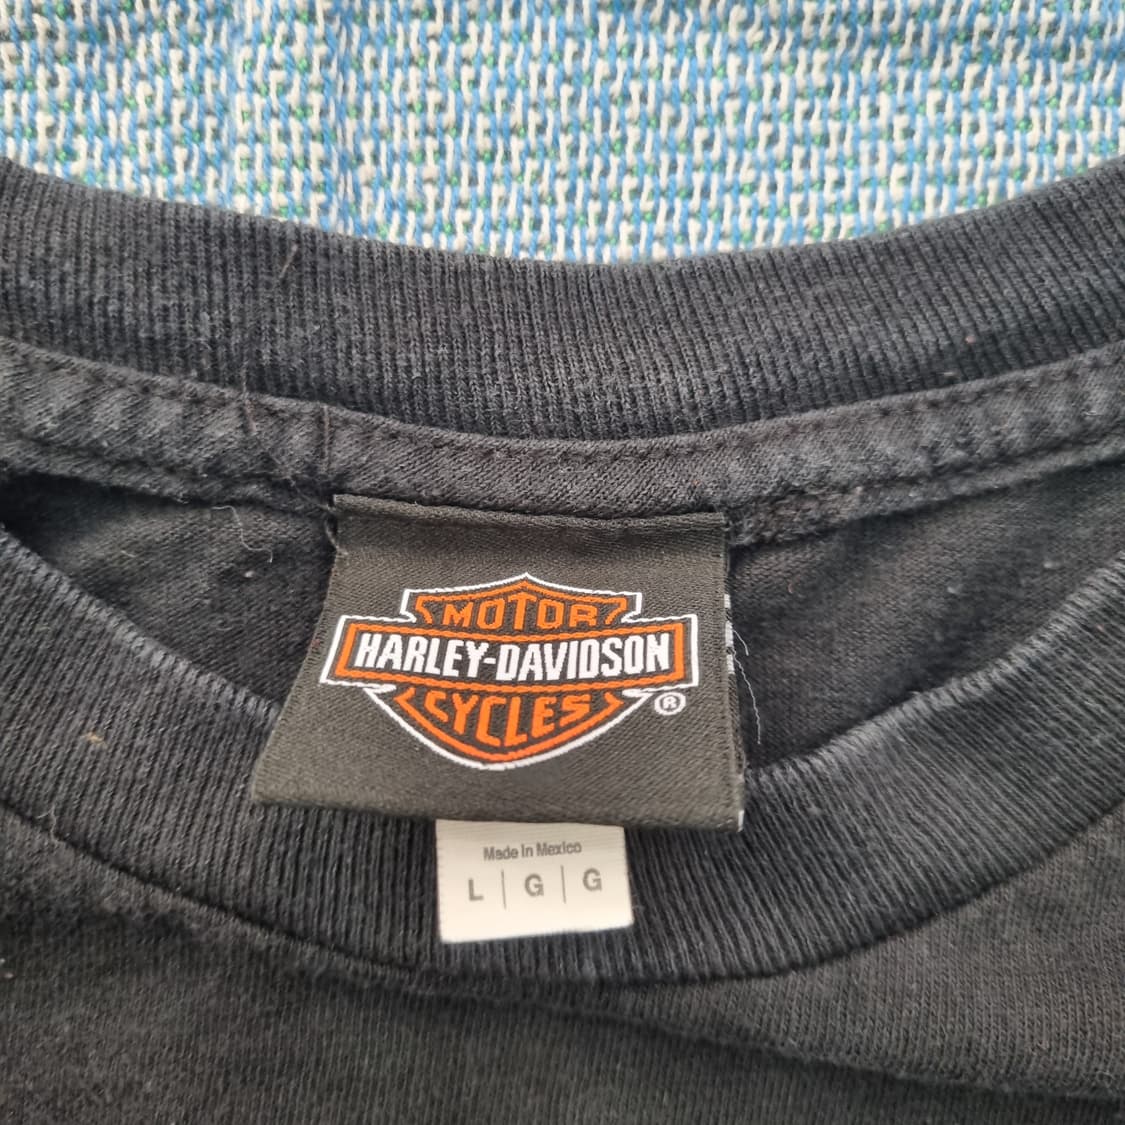 MOTOR
HARLEY-DAVIDSON
CYCLES
®
Made In Mexico
L | G | G